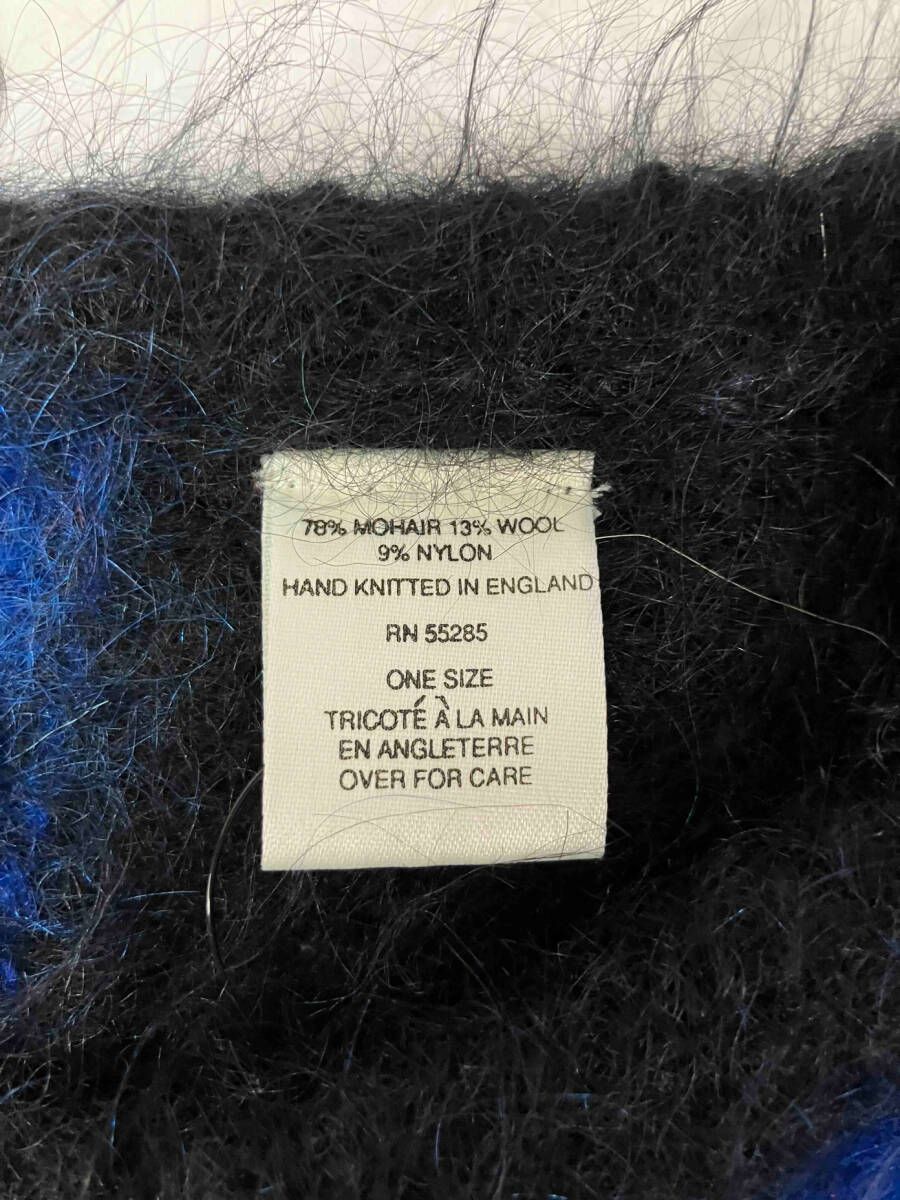 78% MOHAIR 13% WOOL
9% NYLON
HAND KNITTED IN ENGLAND
RN 55285
ONE SIZE
TRICOTÉ À LA MAIN
EN ANGLETERRE
OVER FOR CARE